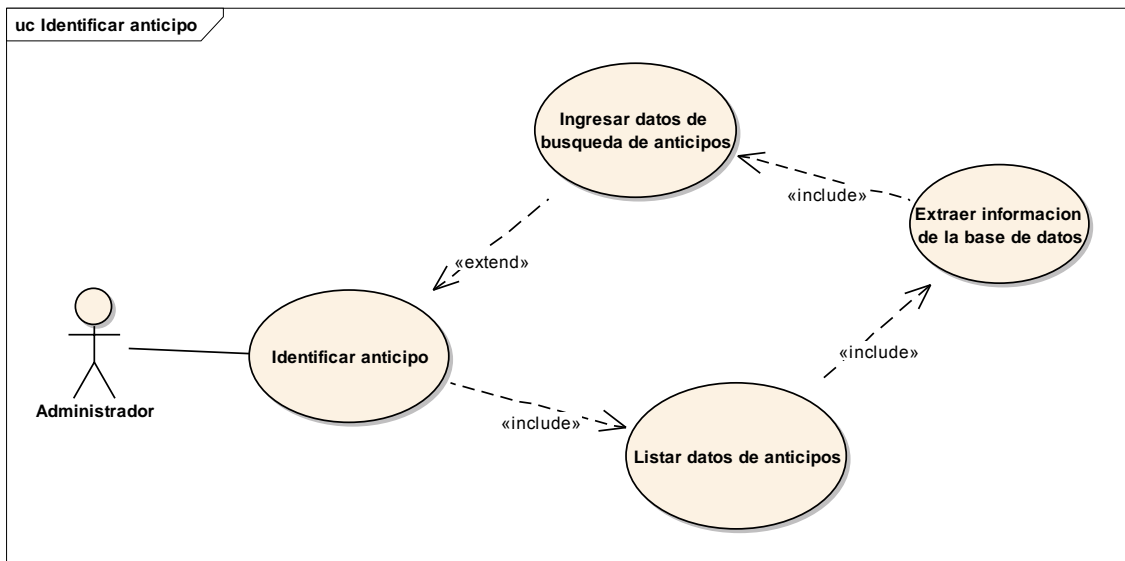 uc Identificar anticipo
Ingresar datos de
busqueda de anticipos
«include»
Extraer informacion
de la base de datos
«extend»
Identificar anticipo
«include»
Administrador
«include»
Listar datos de anticipos